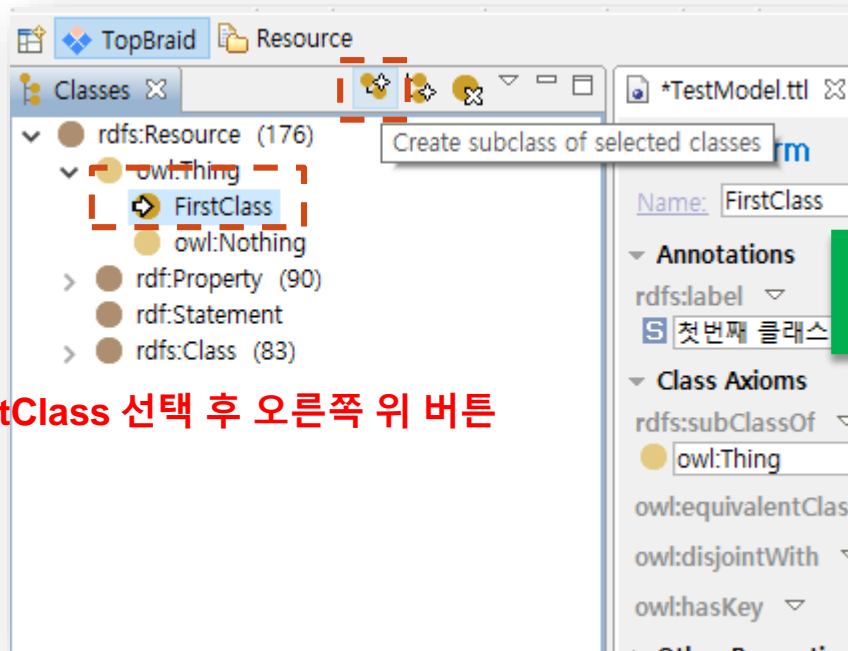 TopBraid Resource
Classes
*TestModel.ttl
rdfs:Resource (176)
Create subclass of selected classes
rm
owl:Thing
FirstClass
Name: FirstClass
owl:Nothing
Annotations
rdf:Property (90)
rdfs:label
rdf:Statement
S 첫번째 클래스
rdfs:Class (83)
Class Axioms
tClass 선택 후 오른쪽 위 버튼
rdfs:subClassOf
owl:Thing
owl:equivalentClas
owl:disjointWith
owl:hasKey